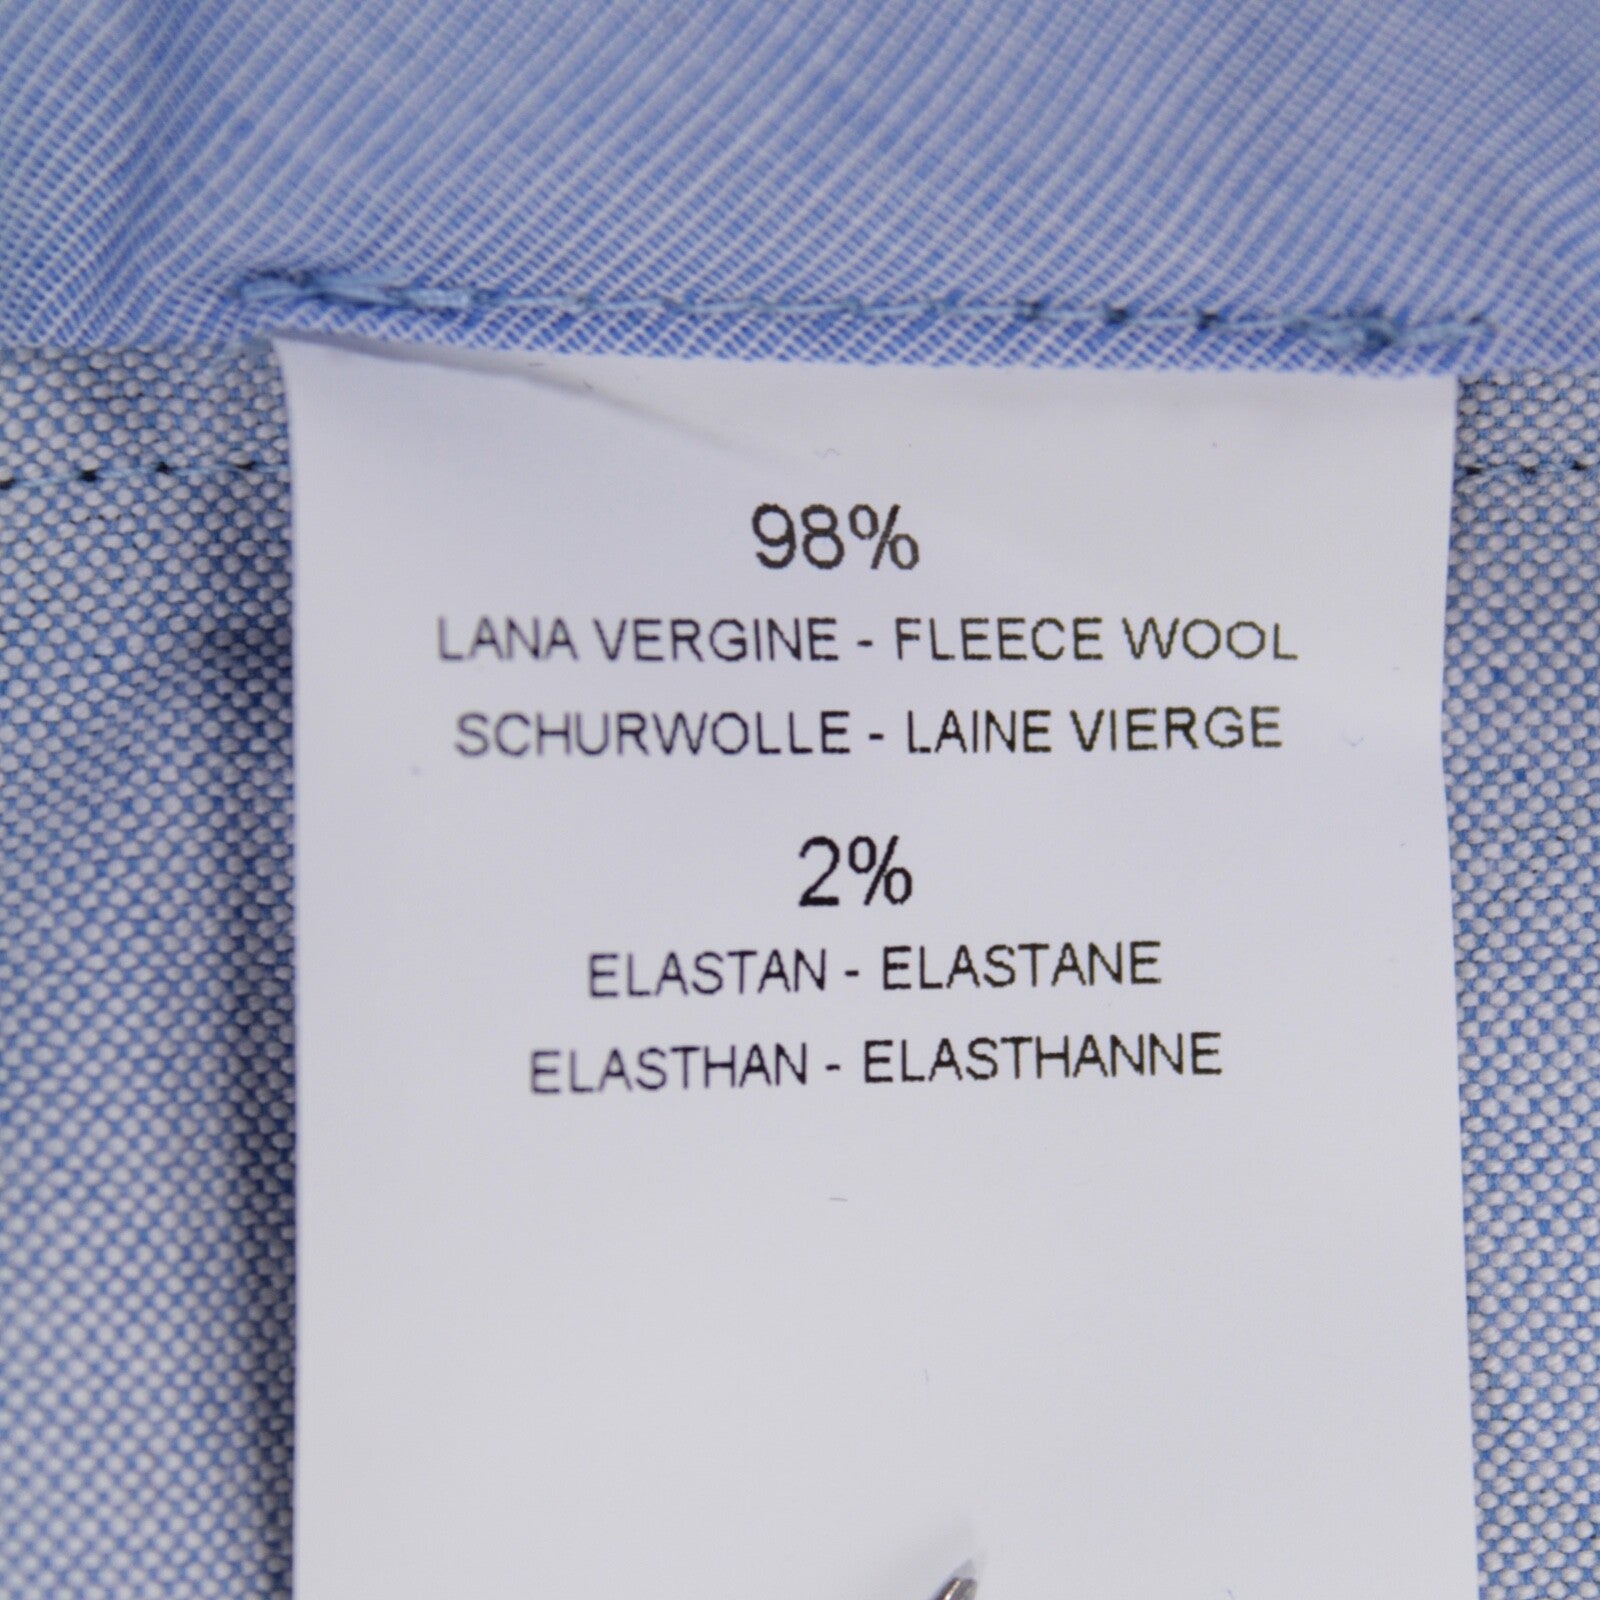 98%
LANA VERGINE - FLEECE WOOL
SCHURWOLLE - LAINE VIERGE
2%
ELASTAN - ELASTANE
ELASTHAN - ELASTHANNE